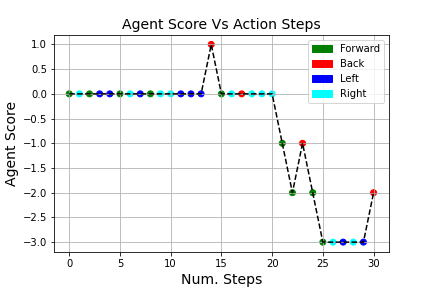 Agent Score Vs Action Steps
Agent Score
1.0
0.5
0.0
−0.5
−1.0
−1.5
−2.0
−2.5
−3.0
Forward
Back
Left
Right
0 5 10 15 20 25 30
Num. Steps